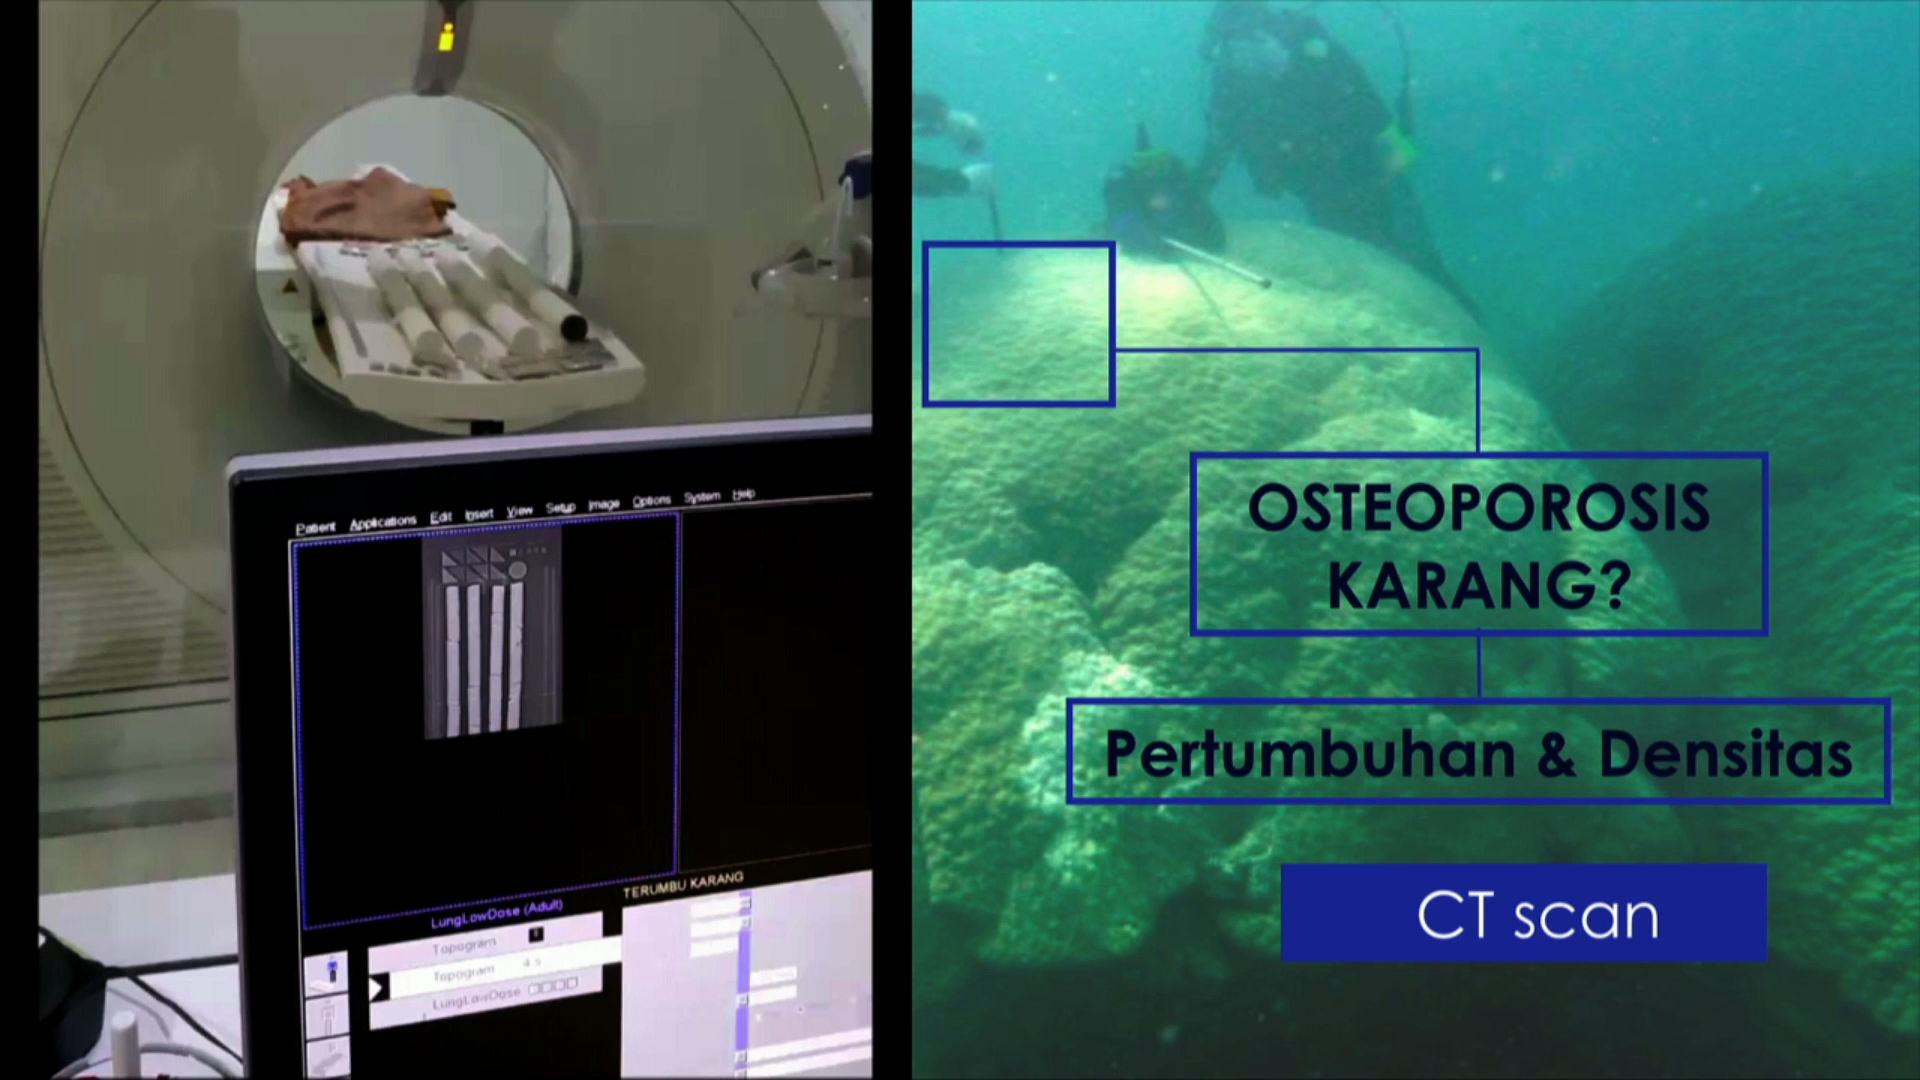 Patient Applications Edit Insert View Setup Image Options System Help
TERUMBU KARANG
LungLowDose (Adult)
Topogram
Topogram 4 s
LungLowDose
OSTEOPOROSIS
KARANG?
Pertumbuhan & Densitas
CT scan